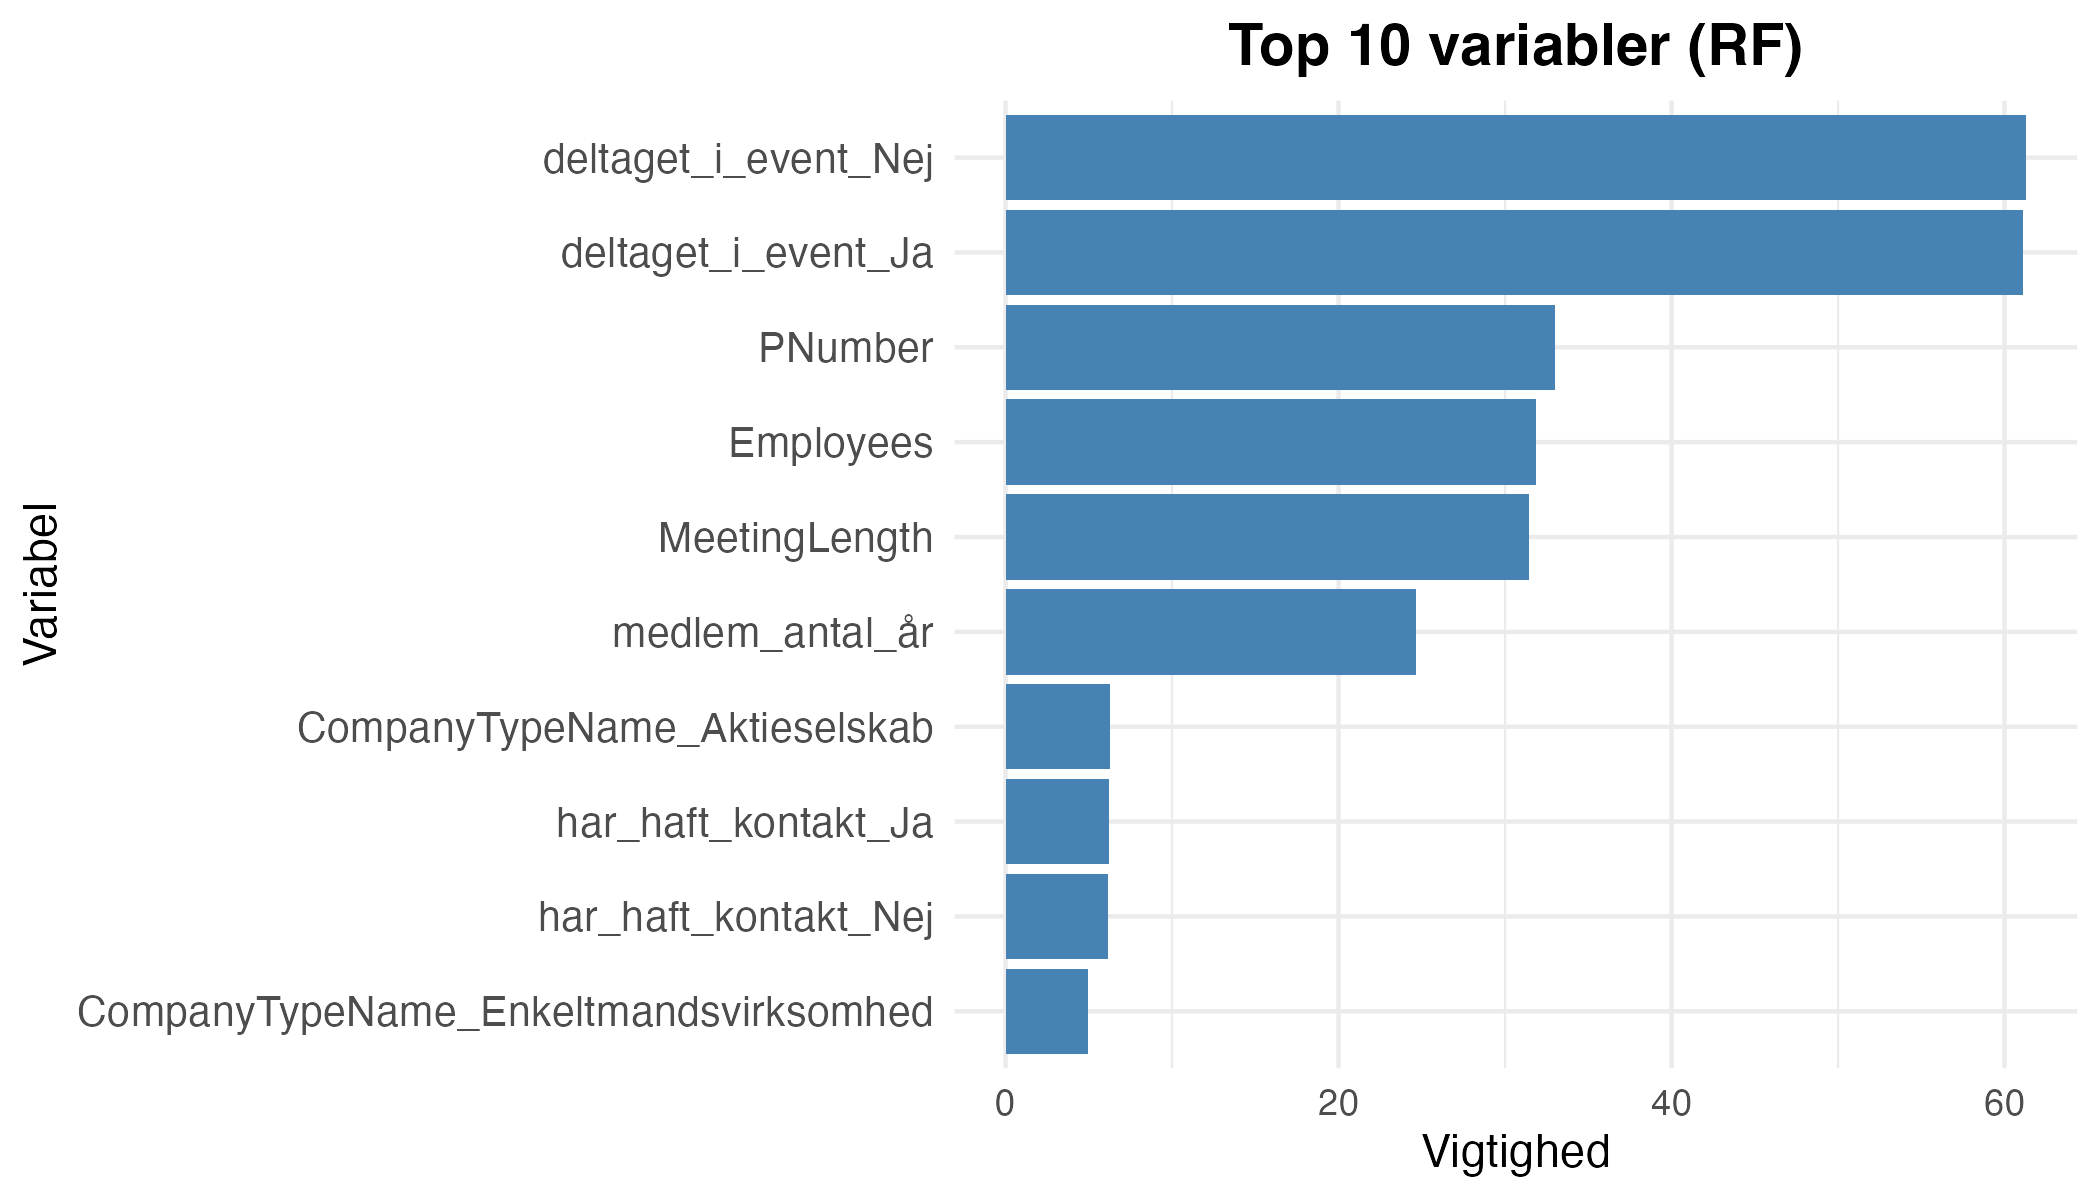 Top 10 variabler (RF)
Variabel
deltaget_i_event_Nej
deltaget_i_event_Ja
PNumber
Employees
MeetingLength
medlem_antal_år
CompanyTypeName_Aktieselskab
har_haft_kontakt_Ja
har_haft_kontakt_Nej
CompanyTypeName_Enkeltmandsvirksomhed
0 20 40 60
Vigtighed